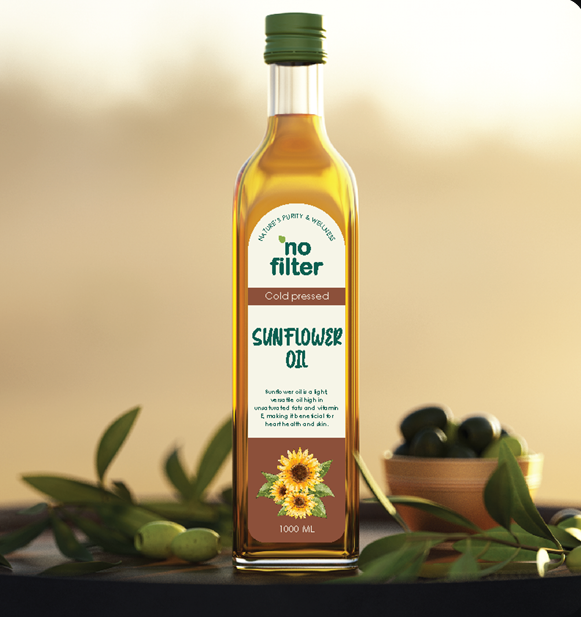 NATURE'S PURITY & WELLNESS
no
filter
Cold pressed
SUNFLOWER
OIL
Sunflower oil is a light,
versatile oil high in
unsaturated fats and vitamin
E, making it beneficial for
heart health and skin.
1000 ML